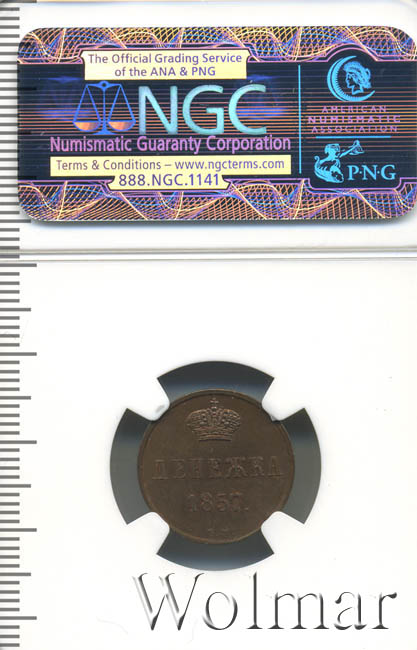 The Official Grading Service
of the ANA & PNG
NGC
Numismatic Guaranty Corporation
Terms & Conditions – www.ngcterms.com
888.NGC.1141
AMERICAN
NUMISMATIC
ASSOCIATION
P·N·G
ДЕНЕЖКА
1857.
Wolmar